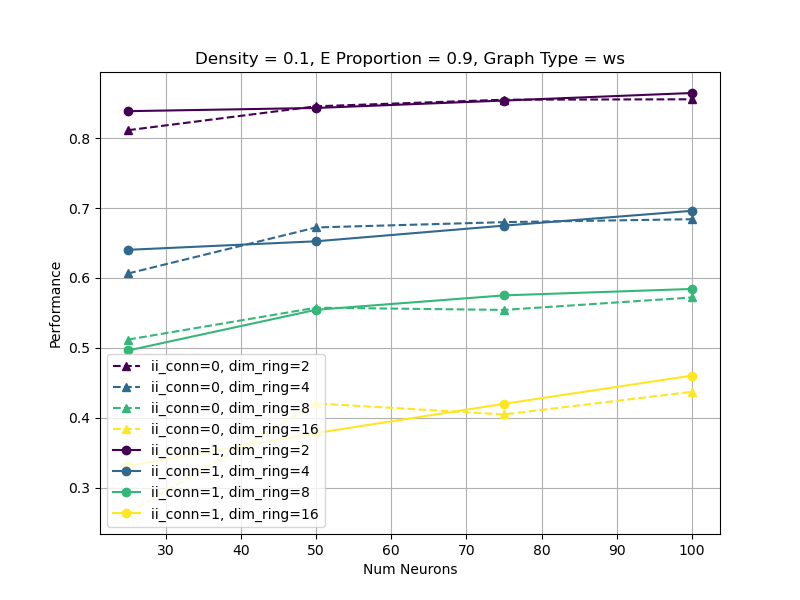 Density = 0.1, E Proportion = 0.9, Graph Type = ws
Performance
0.8
0.7
0.6
0.5
0.4
0.3
ii_conn=0, dim_ring=2
ii_conn=0, dim_ring=4
ii_conn=0, dim_ring=8
ii_conn=0, dim_ring=16
ii_conn=1, dim_ring=2
ii_conn=1, dim_ring=4
ii_conn=1, dim_ring=8
ii_conn=1, dim_ring=16
30 40 50 60 70 80 90 100
Num Neurons